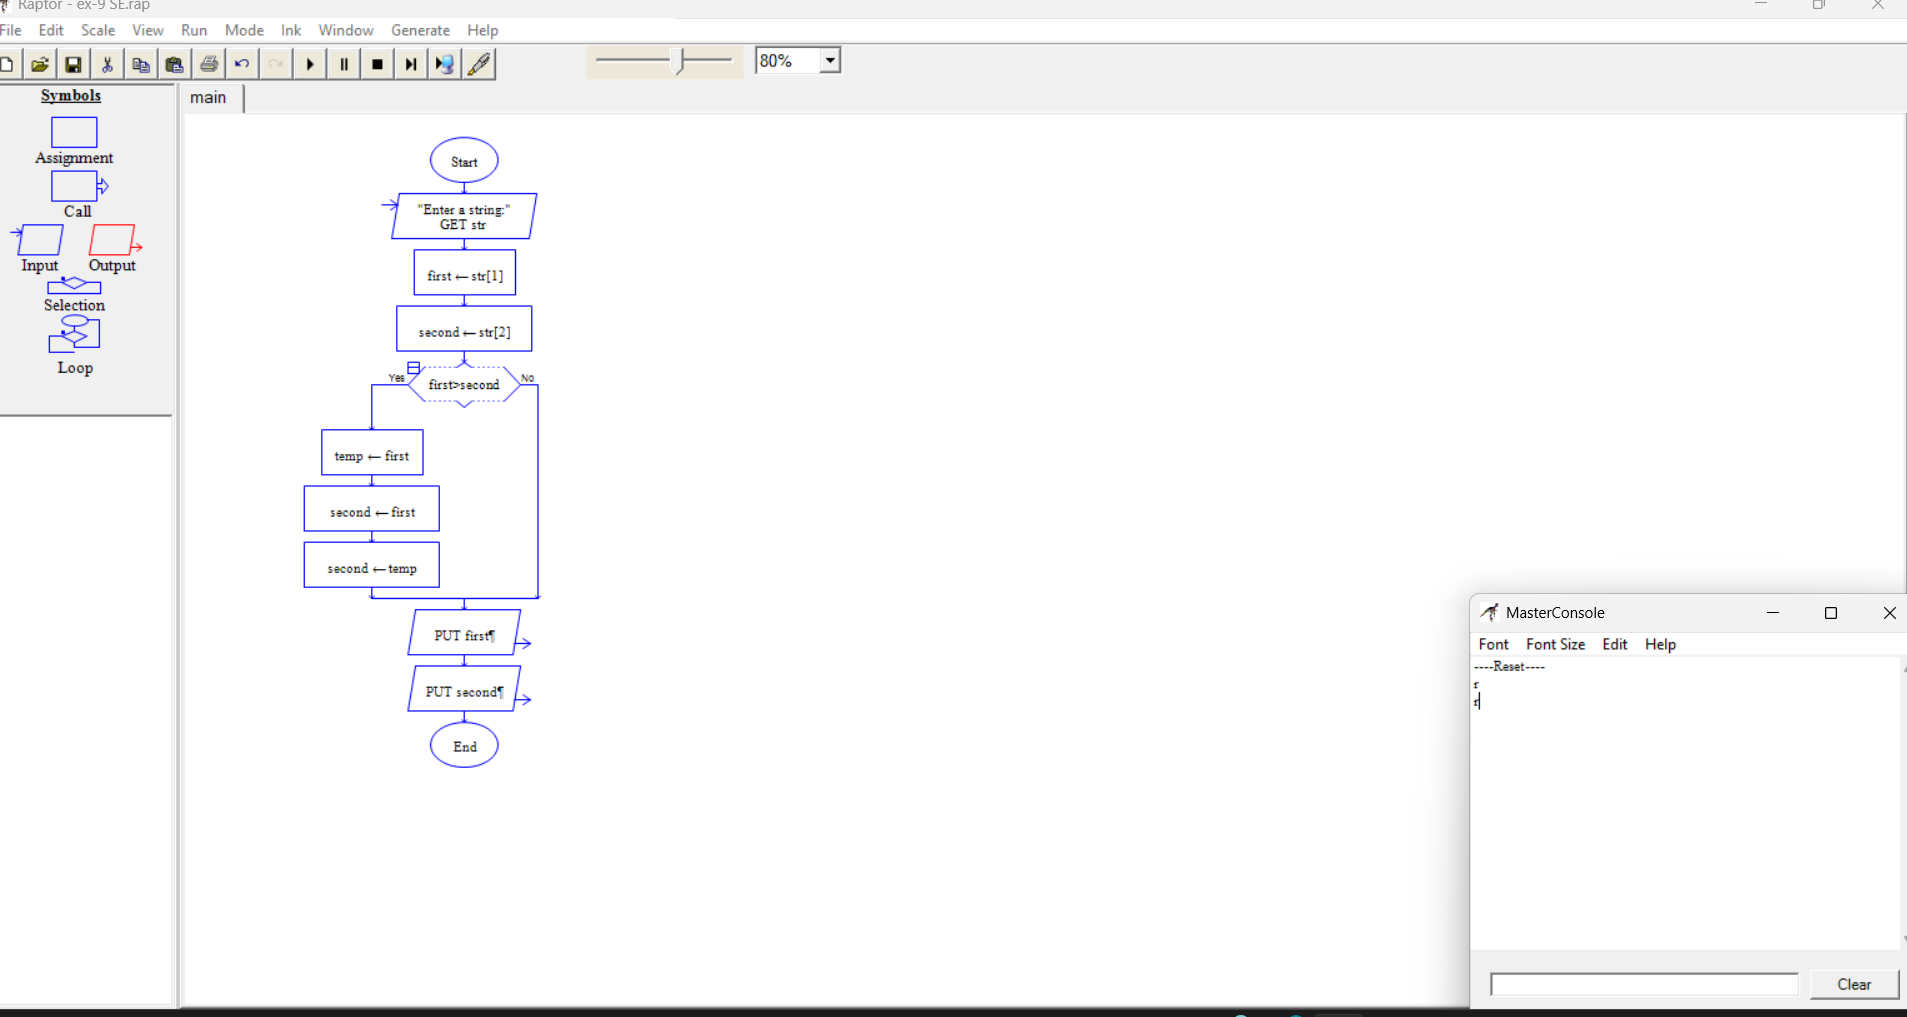 Raptor - ex-9 SE.rap
File Edit Scale View Run Mode Ink Window Generate Help
80%
Symbols
main
Assignment
Call
Input Output
Selection
Loop
Start
"Enter a string:"
GET str
first ← str[1]
second ← str[2]
Yes first>second No
temp ← first
second ← first
second ← temp
PUT first¶
PUT second¶
End
MasterConsole
Font Font Size Edit Help
----Reset----
r
r
Clear